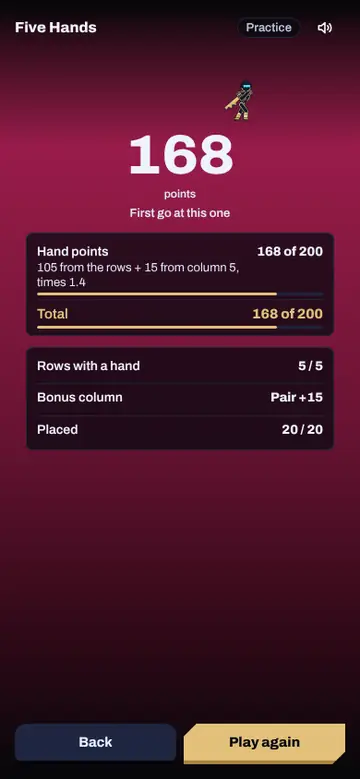 Five Hands
Practice
168
points
First go at this one
Hand points 168 of 200
105 from the rows + 15 from column 5,
times 1.4
Total 168 of 200
Rows with a hand 5 / 5
Bonus column Pair +15
Placed 20 / 20
Back
Play again